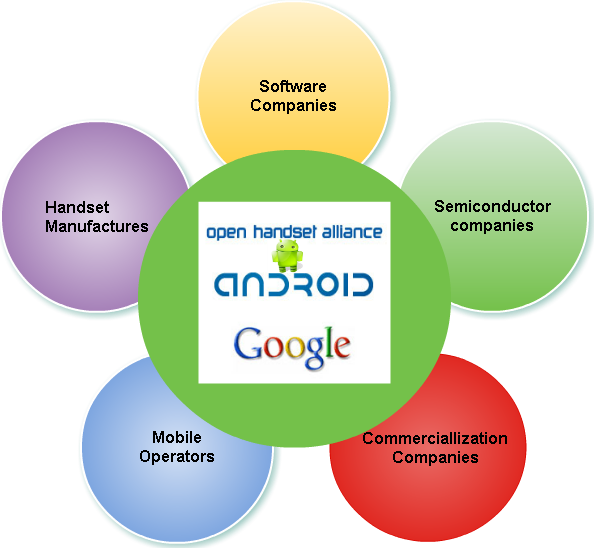 Software
Companies
Handset
Manufactures
Semiconductor
companies
open handset alliance
ANDROID
Google
Mobile
Operators
Commerciallization
Companies